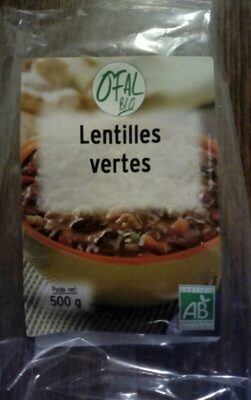 OFAL
BIO
Lentilles
vertes
Poids net:
500 g
AB